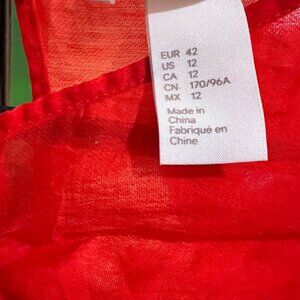 EUR 42
US 12
CA 12
CN 170/96A
MX 12
Made in
China
Fabriqué en
Chine